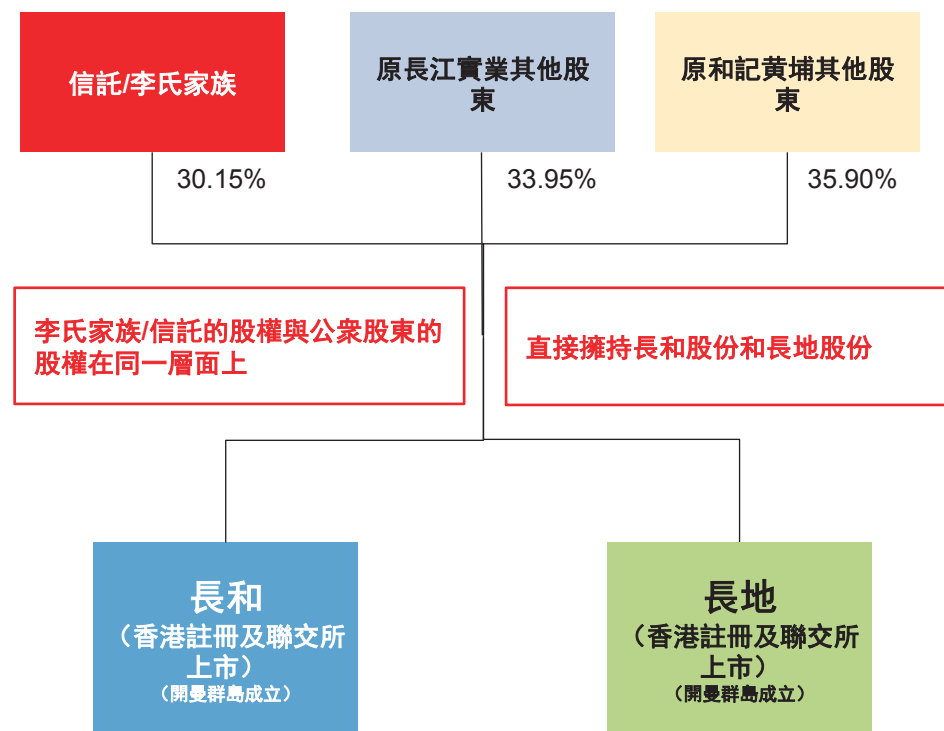 信託/李氏家族
原長江實業其他股
東
原和記黃埔其他股
東
30.15%
33.95%
35.90%
李氏家族/信託的股權與公衆股東的
股權在同一層面上
直接擁持長和股份和長地股份
長和
（香港註冊及聯交所
上市）
（開曼群島成立）
長地
（香港註冊及聯交所
上市）
（開曼群島成立）